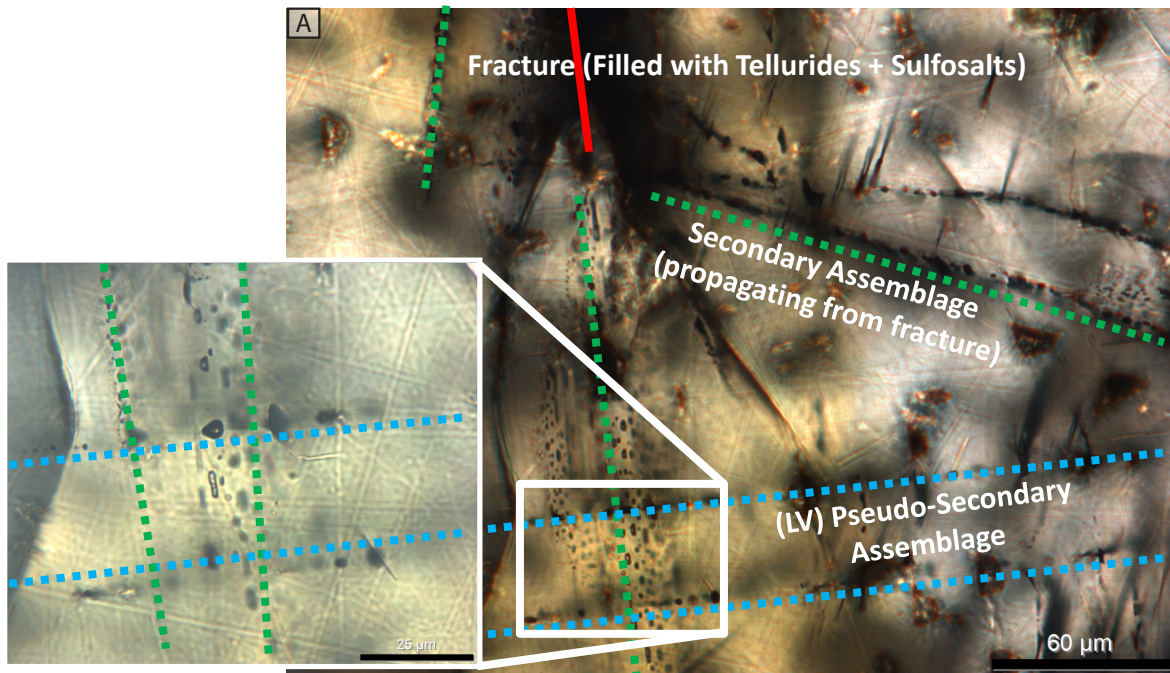 A
Fracture (Filled with Tellurides + Sulfosalts)
Secondary Assemblage
(propagating from fracture)
(LV) Pseudo-Secondary
Assemblage
25 µm
60 µm